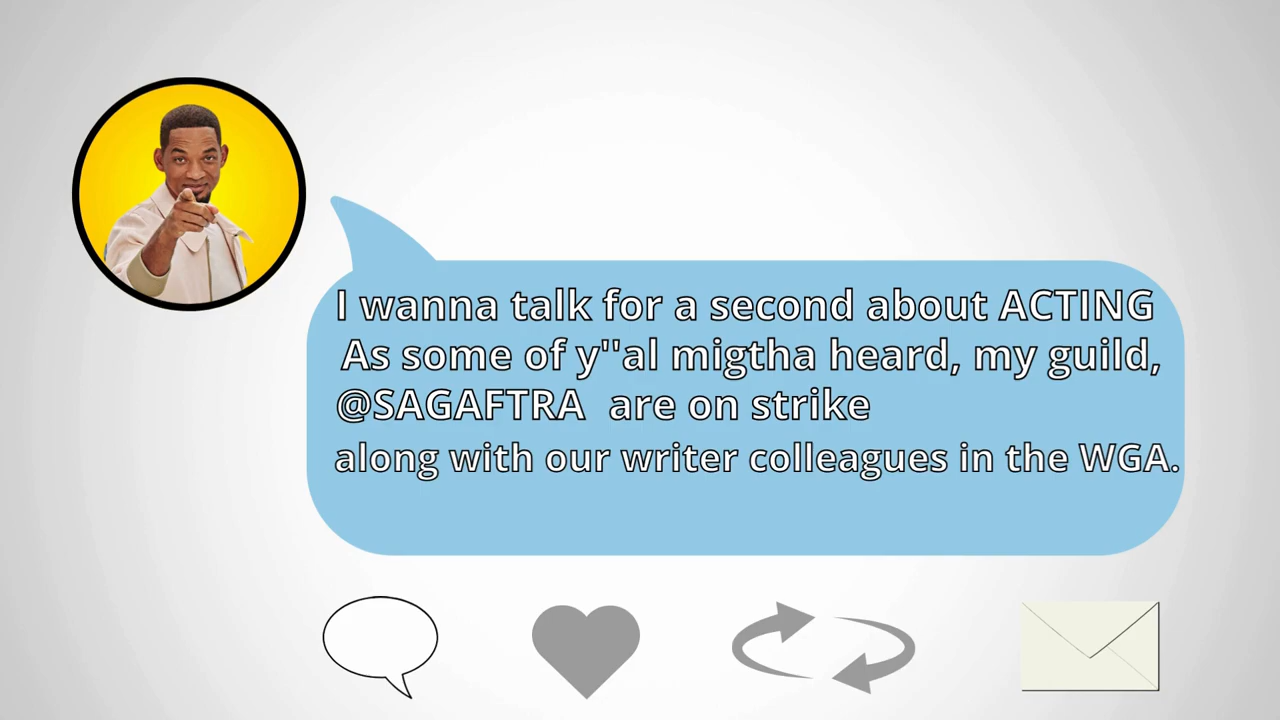 I wanna talk for a second about ACTING
As some of y''al migtha heard, my guild,
@SAGAFTRA  are on strike
along with our writer colleagues in the WGA.